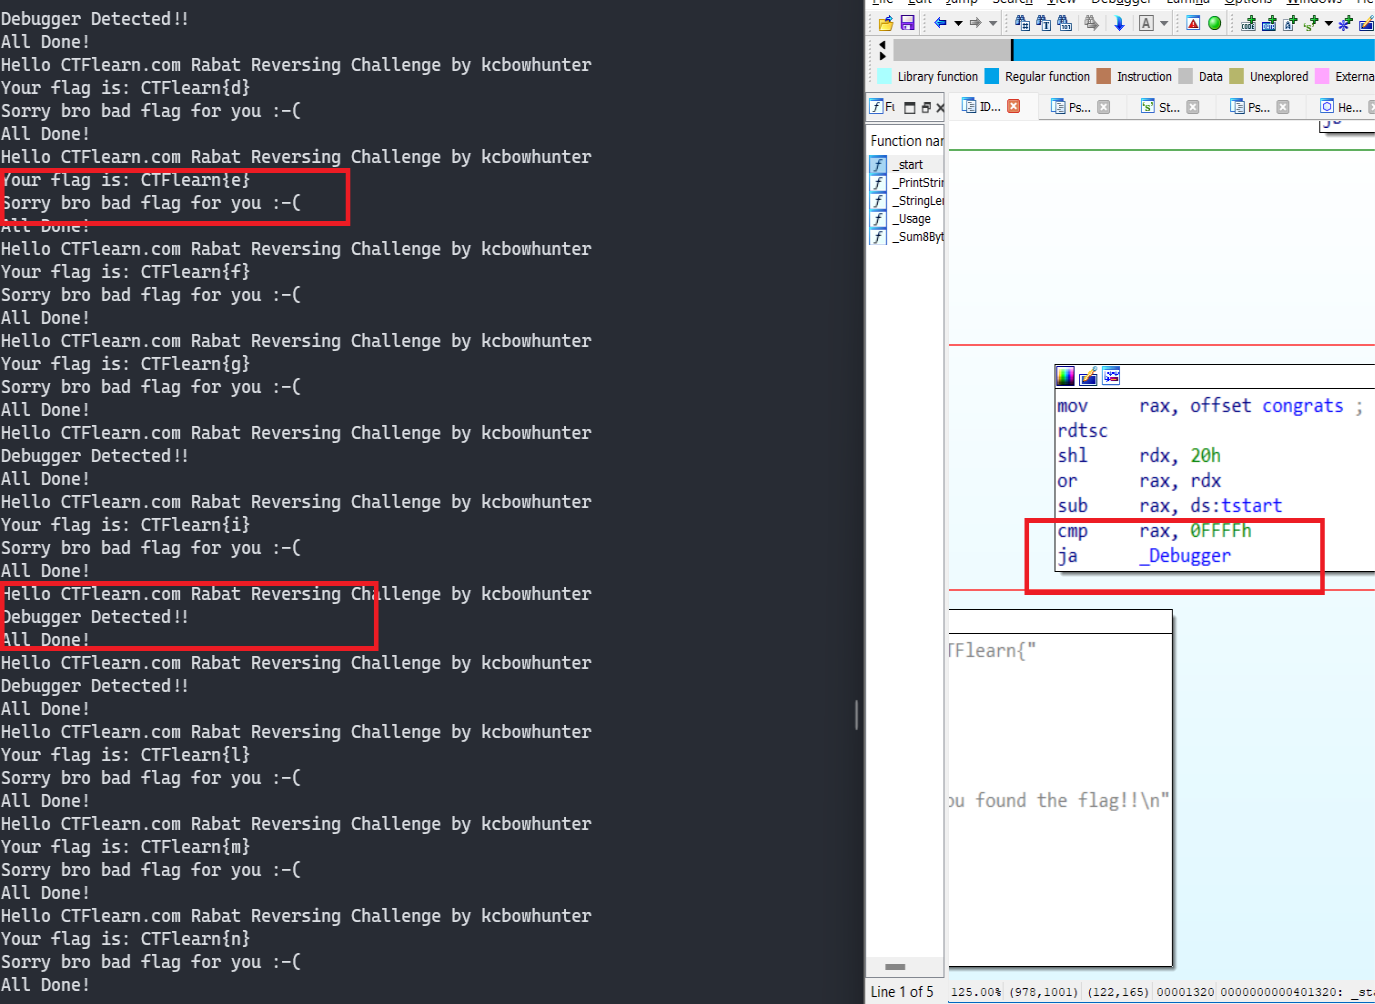 Debugger Detected!!
All Done!
Hello CTFlearn.com Rabat Reversing Challenge by kcbowhunter
Your flag is: CTFlearn{d}
Sorry bro bad flag for you :-(
All Done!
Hello CTFlearn.com Rabat Reversing Challenge by kcbowhunter
Your flag is: CTFlearn{e}
Sorry bro bad flag for you :-(
All Done!
Hello CTFlearn.com Rabat Reversing Challenge by kcbowhunter
Your flag is: CTFlearn{f}
Sorry bro bad flag for you :-(
All Done!
Hello CTFlearn.com Rabat Reversing Challenge by kcbowhunter
Your flag is: CTFlearn{g}
Sorry bro bad flag for you :-(
All Done!
Hello CTFlearn.com Rabat Reversing Challenge by kcbowhunter
Debugger Detected!!
All Done!
Hello CTFlearn.com Rabat Reversing Challenge by kcbowhunter
Your flag is: CTFlearn{i}
Sorry bro bad flag for you :-(
All Done!
Hello CTFlearn.com Rabat Reversing Challenge by kcbowhunter
Debugger Detected!!
All Done!
Hello CTFlearn.com Rabat Reversing Challenge by kcbowhunter
Debugger Detected!!
All Done!
Hello CTFlearn.com Rabat Reversing Challenge by kcbowhunter
Your flag is: CTFlearn{l}
Sorry bro bad flag for you :-(
All Done!
Hello CTFlearn.com Rabat Reversing Challenge by kcbowhunter
Your flag is: CTFlearn{m}
Sorry bro bad flag for you :-(
All Done!
Hello CTFlearn.com Rabat Reversing Challenge by kcbowhunter
Your flag is: CTFlearn{n}
Sorry bro bad flag for you :-(
All Done!
File Edit Jump Search View Debugger Lumina Options Windows
Library function Regular function Instruction Data Unexplored Externa
ID... Ps... St... Ps... He...
Function nar
_start
_PrintStrin
_StringLer
_Usage
_Sum8Byt
mov rax, offset congrats ;
rdtsc
shl rdx, 20h
or rax, rdx
sub rax, ds:tstart
cmp rax, 0FFFFh
ja _Debugger
TFlearn{"
ou found the flag!!\n"
Line 1 of 5
125.00% (978,1001) (122,165) 00001320 0000000000401320: _sta